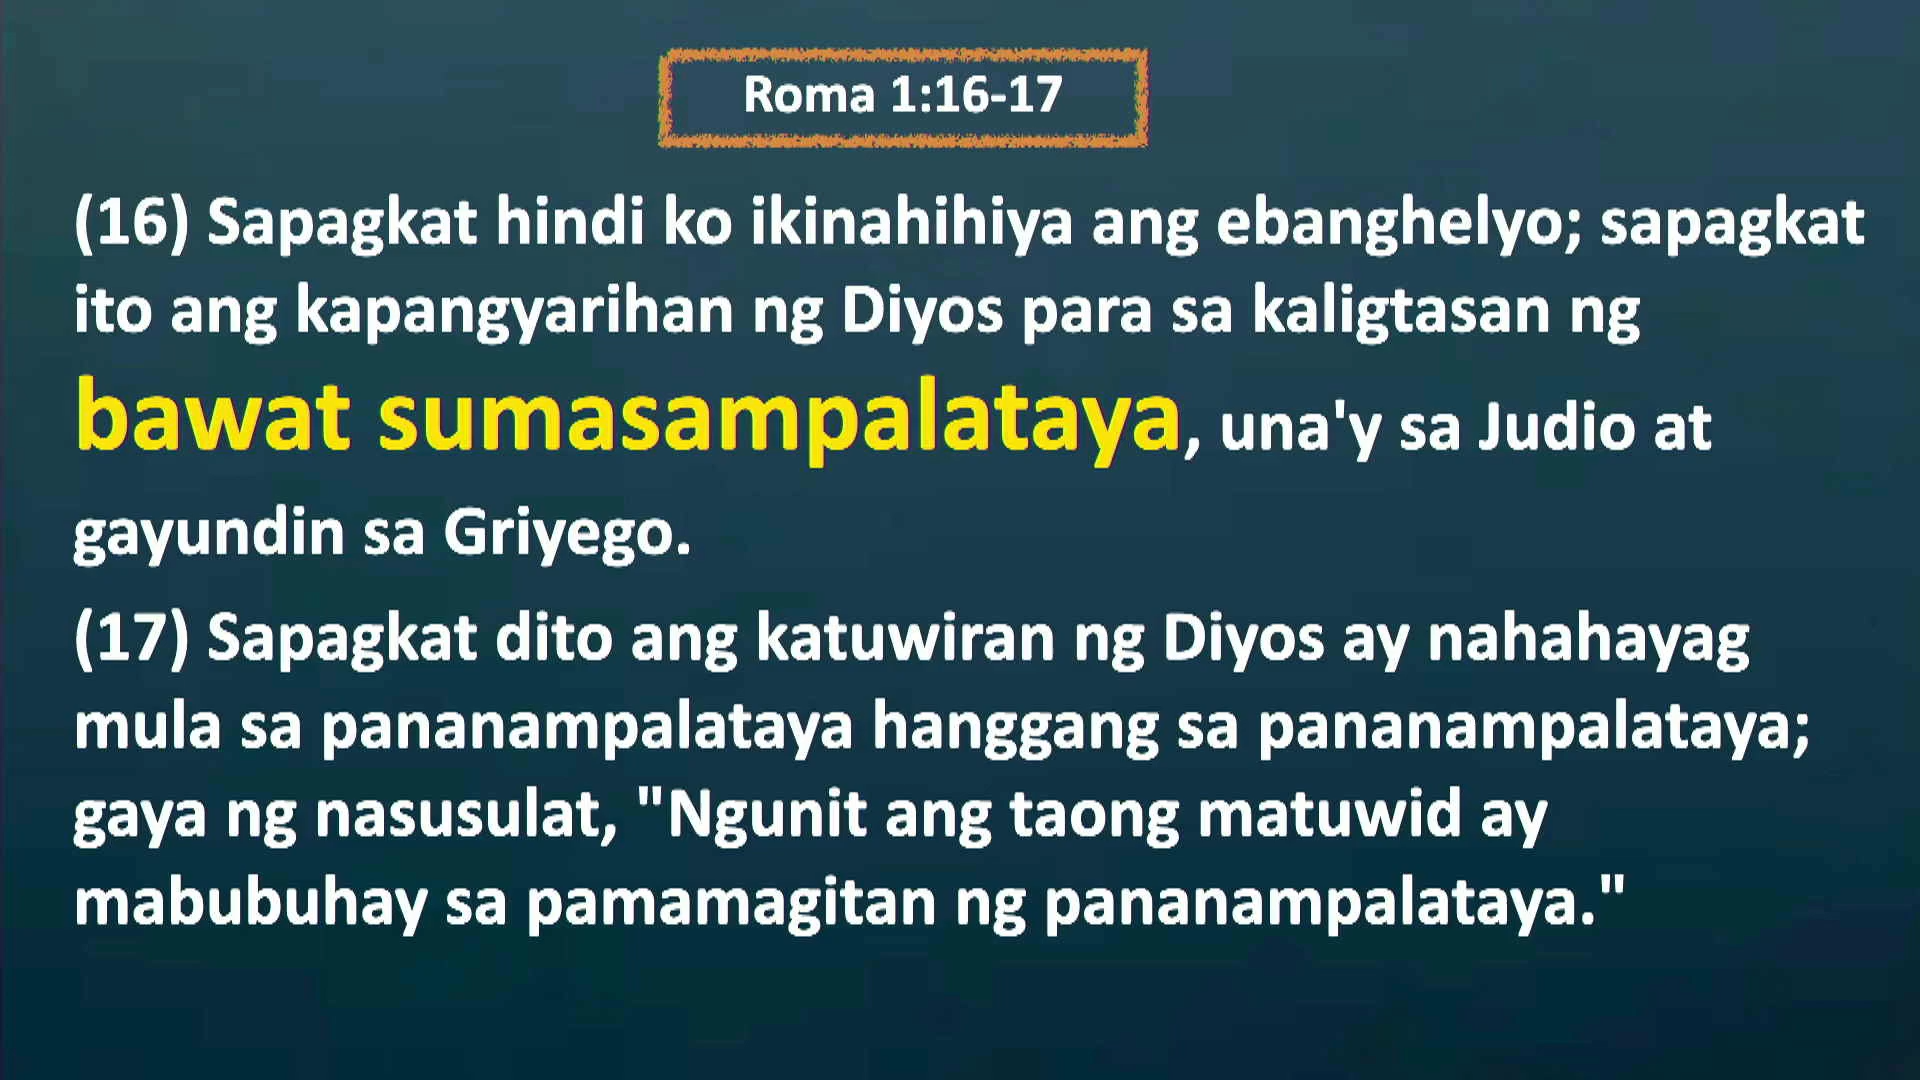 Roma 1:16-17
(16) Sapagkat hindi ko ikinahihiya ang ebanghelyo; sapagkat
ito ang kapangyarihan ng Diyos para sa kaligtasan ng
bawat sumasampalataya, una'y sa Judio at
gayundin sa Griyego.
(17) Sapagkat dito ang katuwiran ng Diyos ay nahahayag
mula sa pananampalataya hanggang sa pananampalataya;
gaya ng nasusulat, "Ngunit ang taong matuwid ay
mabubuhay sa pamamagitan ng pananampalataya."